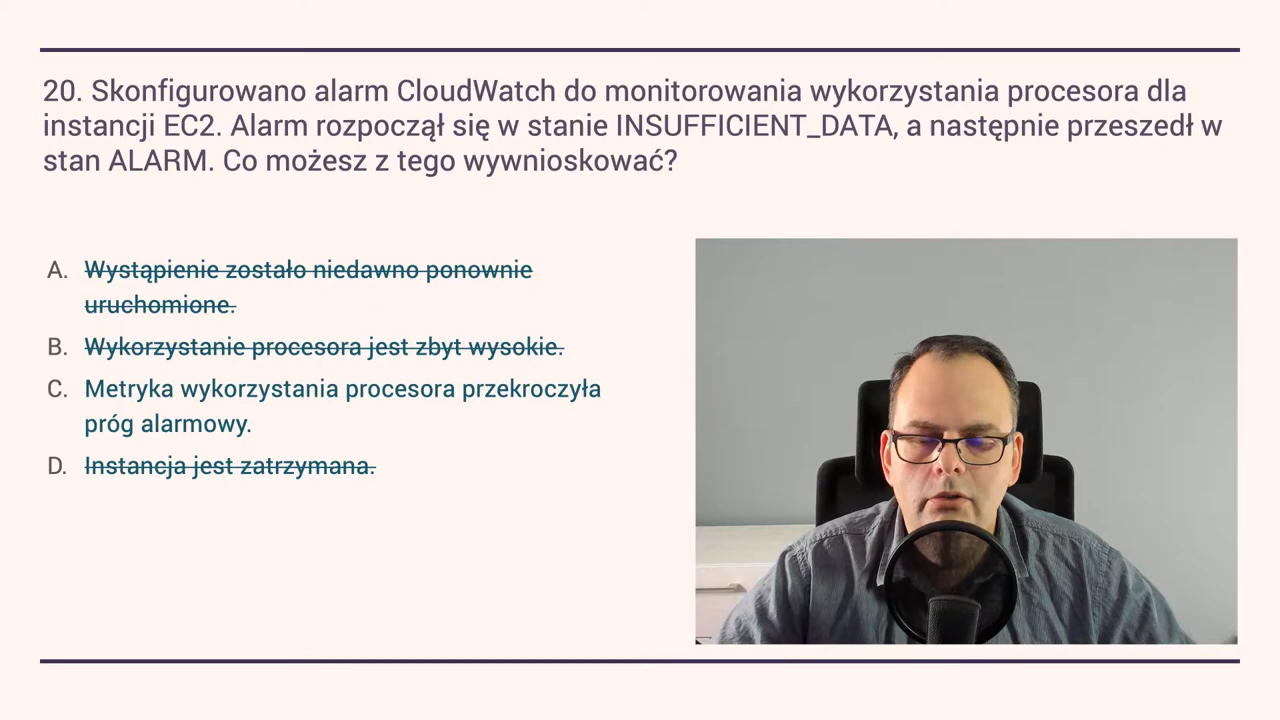 20. Skonfigurowano alarm CloudWatch do monitorowania wykorzystania procesora dla
instancji EC2. Alarm rozpoczął się w stanie INSUFFICIENT_DATA, a następnie przeszedł w
stan ALARM. Co możesz z tego wywnioskować?
A. Wystąpienie zostało niedawno ponownie
uruchomione.
B. Wykorzystanie procesora jest zbyt wysokie.
C. Metryka wykorzystania procesora przekroczyła
próg alarmowy.
D. Instancja jest zatrzymana.